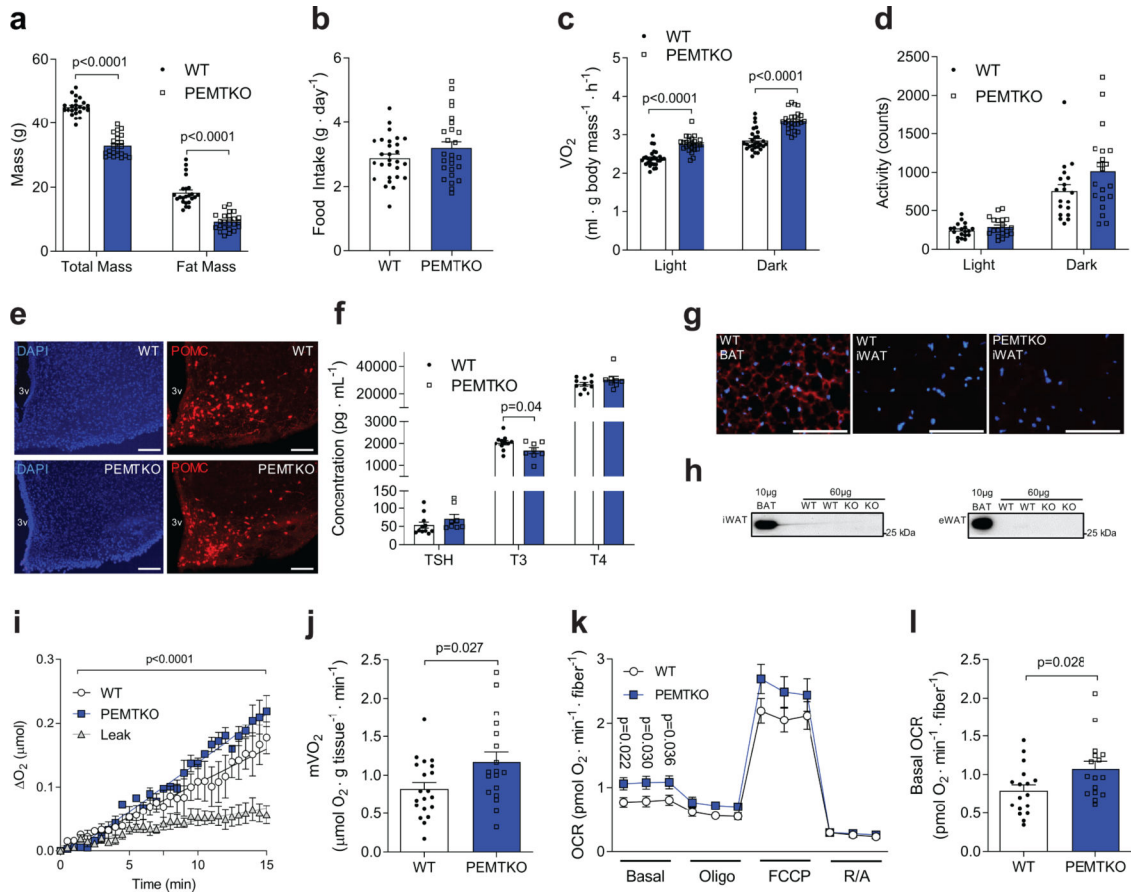 a
p<0.0001
WT
PEMTKO
p<0.0001
Mass (g)
60
40
20
0
Total Mass
Fat Mass
b
Food Intake (g · day⁻¹)
6
4
2
0
WT
PEMTKO
c
WT
PEMTKO
p<0.0001
p<0.0001
VO₂
(ml · g body mass⁻¹ · h⁻¹)
5
4
3
2
1
0
Light
Dark
d
WT
PEMTKO
Activity (counts)
2500
2000
1500
1000
500
0
Light
Dark
e
DAPI
WT
3v
POMC
WT
3v
DAPI
PEMTKO
3v
POMC
PEMTKO
3v
f
WT
PEMTKO
p=0.04
Concentration (pg · mL⁻¹)
40000
30000
20000
10000
3000
2000
1000
150
100
50
0
TSH
T3
T4
g
WT
BAT
WT
iWAT
PEMTKO
iWAT
h
10µg
60µg
BAT
WT
WT
KO
KO
iWAT
25 kDa
10µg
60µg
BAT
WT
WT
KO
KO
eWAT
25 kDa
i
p<0.0001
WT
PEMTKO
Leak
ΔO₂ (µmol)
0.3
0.2
0.1
0.0
0
5
10
15
Time (min)
j
p=0.027
mVO₂
(µmol O₂ · g tissue⁻¹ · min⁻¹)
2.5
2.0
1.5
1.0
0.5
0.0
WT
PEMTKO
k
WT
PEMTKO
p=0.022
p=0.030
p=0.036
OCR (pmol O₂ · min⁻¹ · fiber⁻¹)
3
2
1
0
Basal
Oligo
FCCP
R/A
l
p=0.028
Basal OCR
(pmol O₂ · min⁻¹ · fiber⁻¹)
2.5
2.0
1.5
1.0
0.5
0.0
WT
PEMTKO